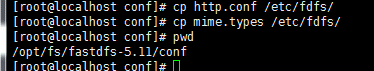 [root@localhost conf]# cp http.conf /etc/fdfs/
[root@localhost conf]# cp mime.types /etc/fdfs/
[root@localhost conf]# pwd
/opt/fs/fastdfs-5.11/conf
[root@localhost conf]#